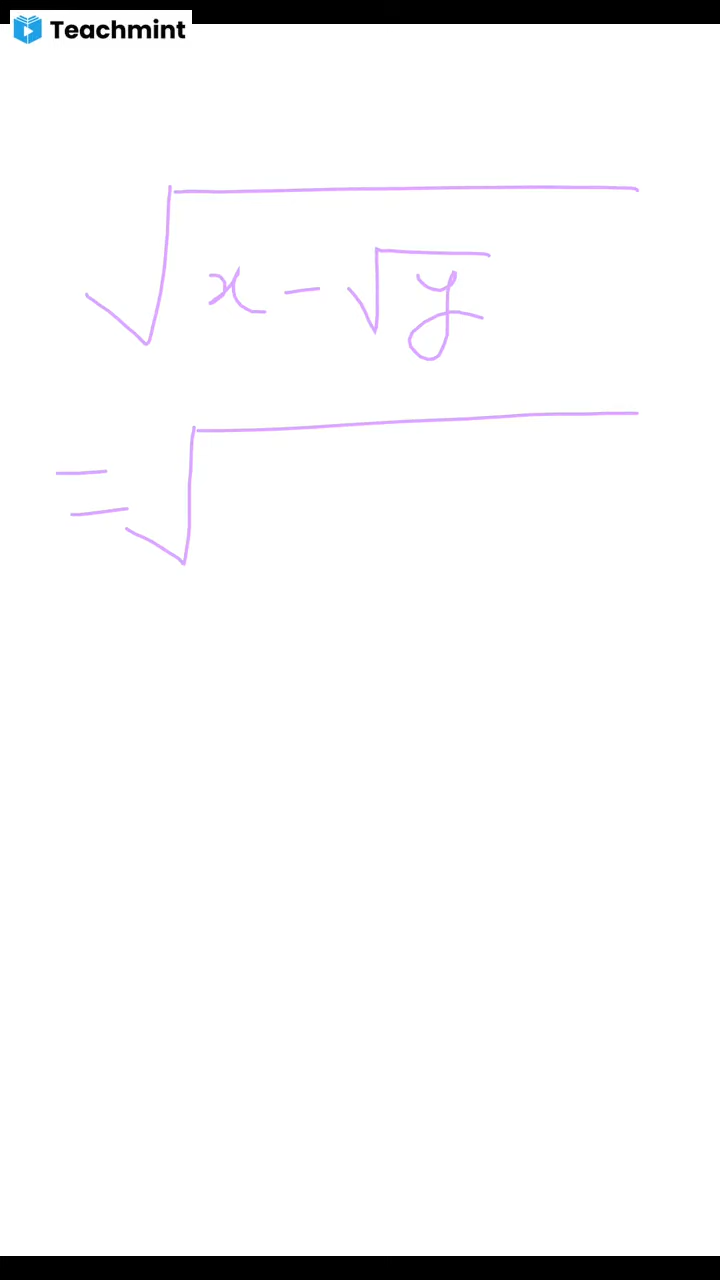 Teachmint
√(x - √y)
= √